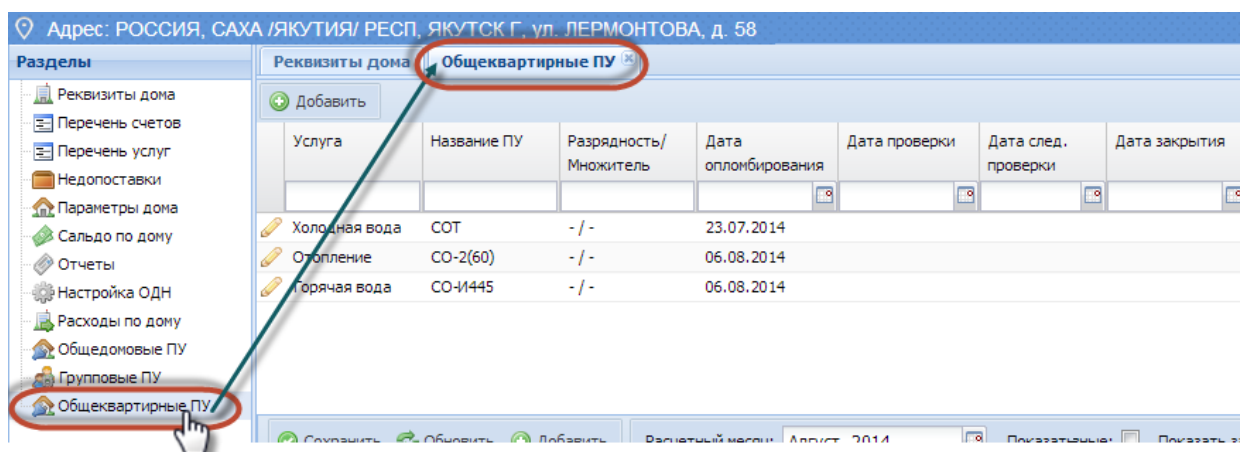 Адрес: РОССИЯ, САХА /ЯКУТИЯ/ РЕСП, ЯКУТСК Г, ул. ЛЕРМОНТОВА, д. 58
Разделы
Реквизиты дома
Перечень счетов
Перечень услуг
Недопоставки
Параметры дома
Сальдо по дому
Отчеты
Настройка ОДН
Расходы по дому
Общедомовые ПУ
Групповые ПУ
Общеквартирные ПУ
Реквизиты дома Общеквартирные ПУ
Добавить
Услуга Название ПУ Разрядность/ Множитель Дата опломбирования Дата проверки Дата след. проверки Дата закрытия
Холодная вода СОТ - / - 23.07.2014
Отопление СО-2(60) - / - 06.08.2014
Горячая вода СО-И445 - / - 06.08.2014
Сохранить Обновить Добавить Расчетный месяц: Август 2014 Показать